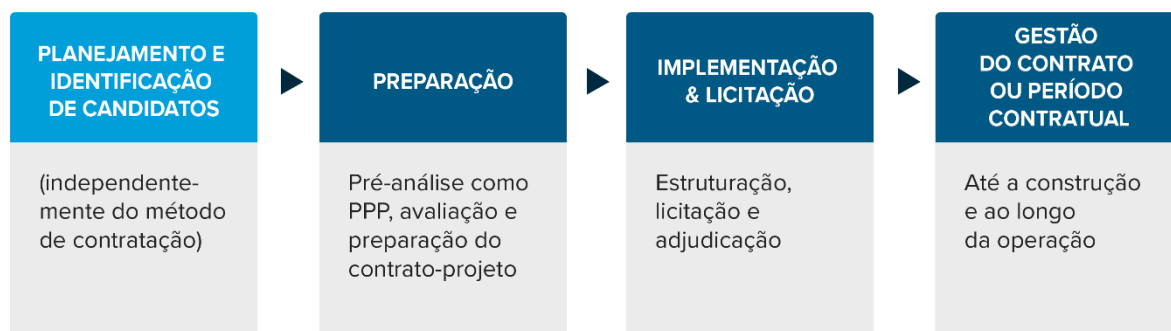 PLANEJAMENTO E
IDENTIFICAÇÃO
DE CANDIDATOS
(independente-
mente do método
de contratação)
PREPARAÇÃO
Pré-análise como
PPP, avaliação e
preparação do
contrato-projeto
IMPLEMENTAÇÃO
& LICITAÇÃO
Estruturação,
licitação e
adjudicação
GESTÃO
DO CONTRATO
OU PERÍODO
CONTRATUAL
Até a construção
e ao longo
da operação